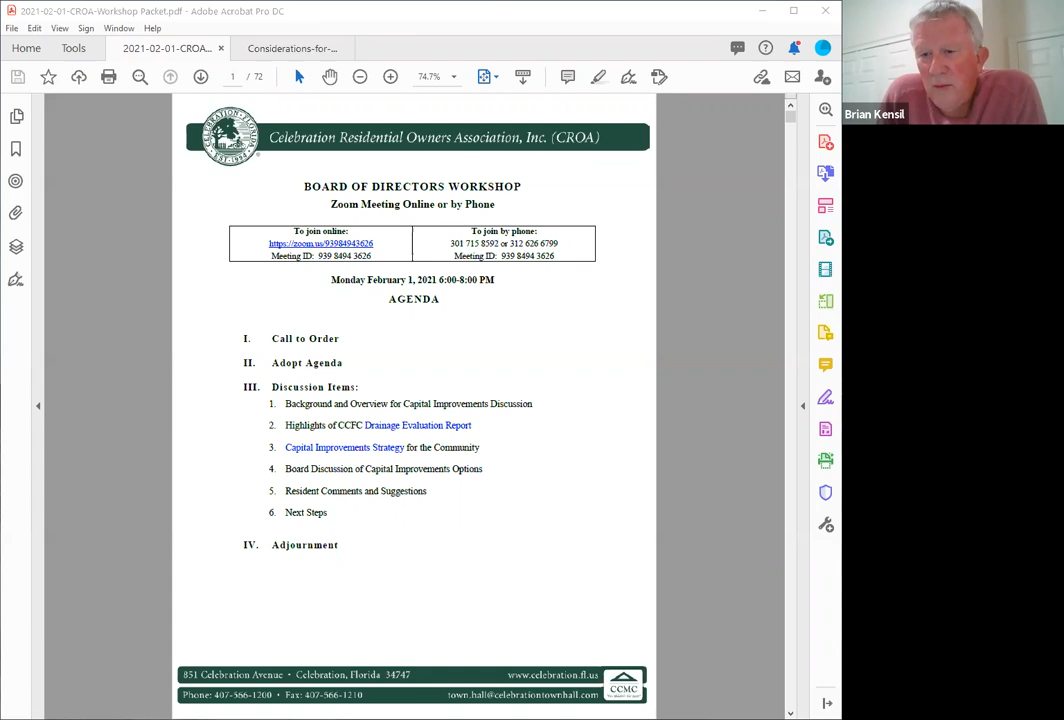 2021-02-01-CROA-Workshop Packet.pdf - Adobe Acrobat Pro DC
File Edit View Sign Window Help
Home Tools 2021-02-01-CROA... × Considerations-for-...
1 / 72 74.7%
Brian Kensil
CELEBRATION, FLORIDA
EST. 1994
Celebration Residential Owners Association, Inc. (CROA)
BOARD OF DIRECTORS WORKSHOP
Zoom Meeting Online or by Phone
To join online:
https://zoom.us/93984943626
Meeting ID: 939 8494 3626
To join by phone:
301 715 8592 or 312 626 6799
Meeting ID: 939 8494 3626
Monday February 1, 2021 6:00-8:00 PM
AGENDA
I. Call to Order
II. Adopt Agenda
III. Discussion Items:
1. Background and Overview for Capital Improvements Discussion
2. Highlights of CCFC Drainage Evaluation Report
3. Capital Improvements Strategy for the Community
4. Board Discussion of Capital Improvements Options
5. Resident Comments and Suggestions
6. Next Steps
IV. Adjournment
851 Celebration Avenue • Celebration, Florida 34747 www.celebration.fl.us
Phone: 407-566-1200 • Fax: 407-566-1210 town.hall@celebrationtownhall.com
CCMC